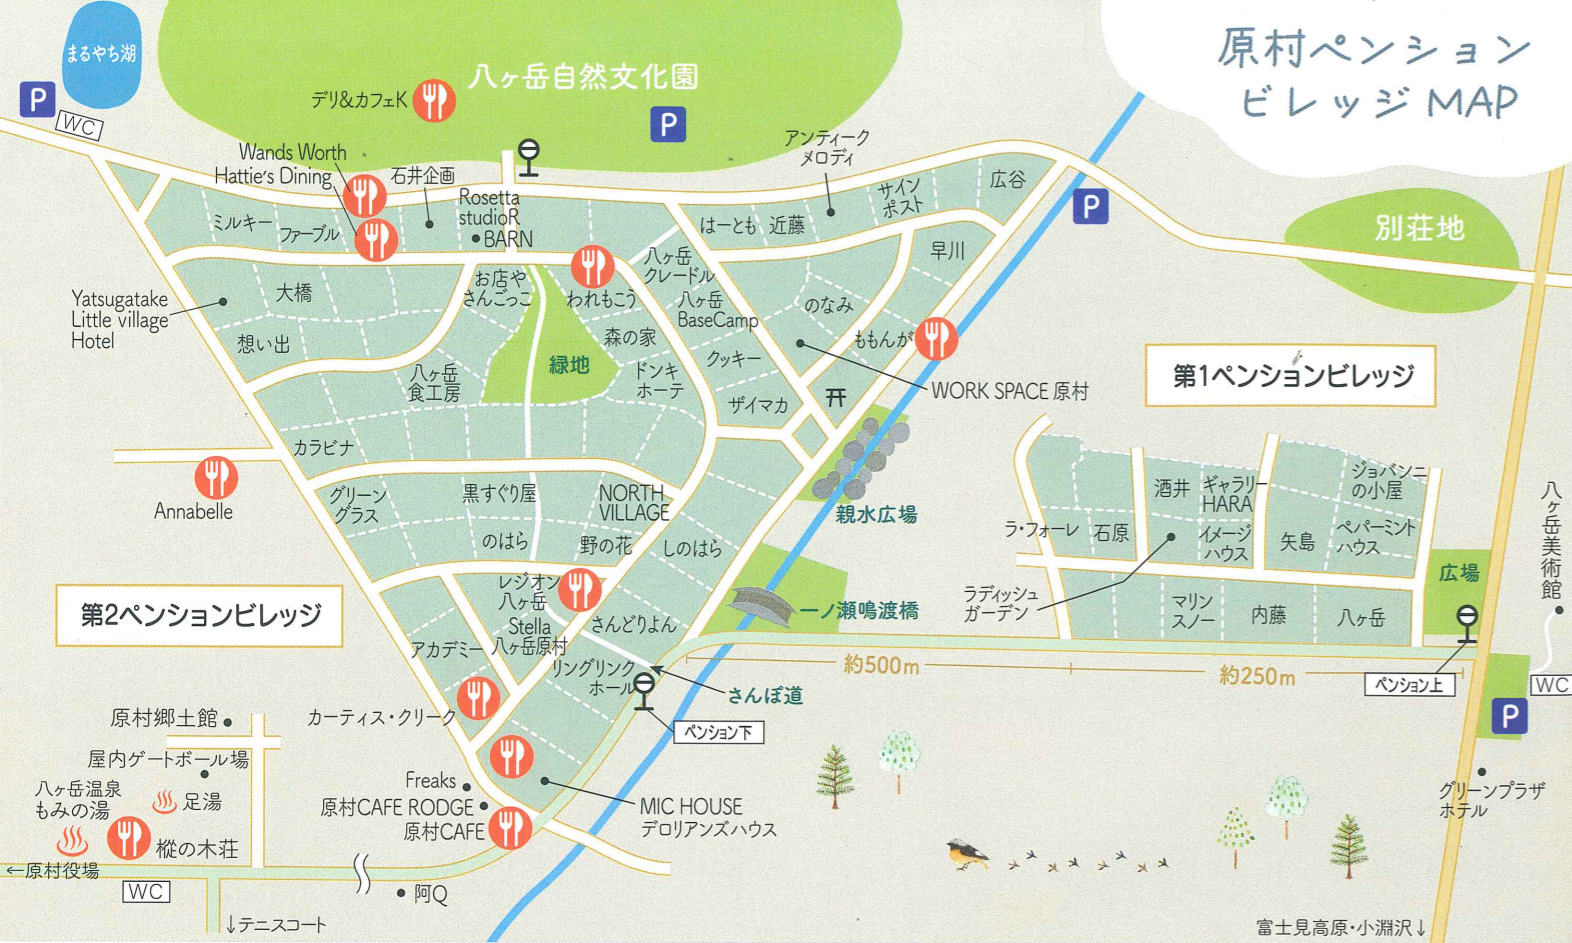 原村ペンション
ビレッジ MAP
まるやち湖
P
WC
八ヶ岳自然文化園
デリ&カフェK
P
Wands Worth
Hattie's Dining
石井企画
Rosetta
studioR
BARN
アンティーク
メロディ
サイン
ポスト
広谷
P
別荘地
ミルキー
ファーブル
はーとも
近藤
早川
Yatsugatake
Little village
Hotel
大橋
想い出
お店や
さんごっこ
われもこう
八ヶ岳
クレードル
八ヶ岳
BaseCamp
のなみ
ももんが
森の家
緑地
ドンキ
ホーテ
クッキー
ザイマカ
八ヶ岳
食工房
WORK SPACE 原村
第1ペンションビレッジ
カラビナ
Annabelle
グリーン
グラス
黒すぐり屋
NORTH
VILLAGE
のはら
野の花
しのはら
親水広場
酒井
ギャラリー
HARA
ジョバンニ
の小屋
ラ・フォーレ
石原
イメージ
ハウス
矢島
ペパーミント
ハウス
八ヶ岳美術館
広場
ラディッシュ
ガーデン
マリン
スノー
内藤
八ヶ岳
第2ペンションビレッジ
レジオン
八ヶ岳
Stella
八ヶ岳原村
さんどりよん
一ノ瀬鳴渡橋
アカデミー
リングリンク
ホール
さんぽ道
約500m
約250m
ペンション上
WC
P
ペンション下
カーティス・クリーク
原村郷土館
屋内ゲートボール場
八ヶ岳温泉
もみの湯
足湯
樅の木荘
←原村役場
WC
↓テニスコート
Freaks
原村CAFE RODGE
原村CAFE
MIC HOUSE
デロリアンズハウス
阿Q
グリーンプラザ
ホテル
富士見高原・小淵沢↓